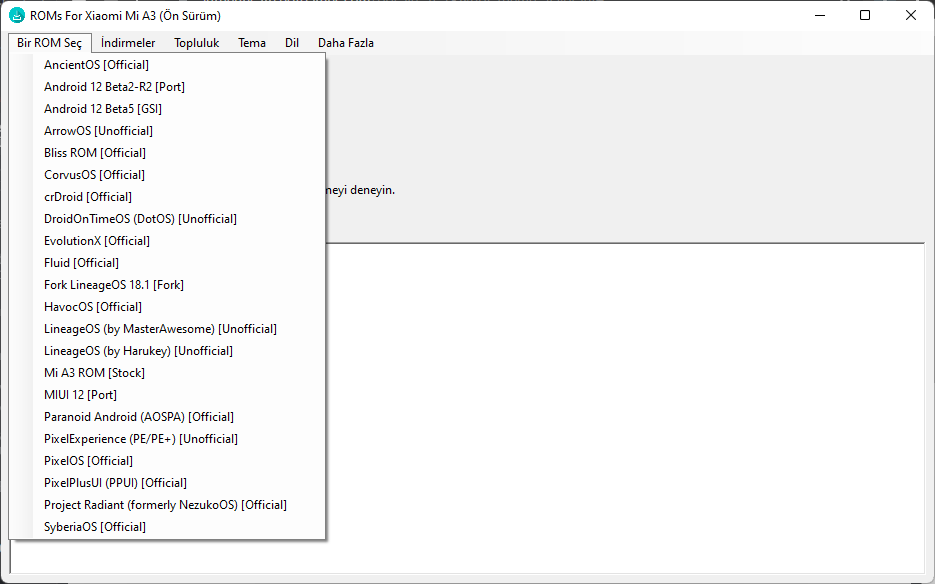 ROMs For Xiaomi Mi A3 (Ön Sürüm)
Bir ROM Seç İndirmeler Topluluk Tema Dil Daha Fazla
AncientOS [Official]
Android 12 Beta2-R2 [Port]
Android 12 Beta5 [GSI]
ArrowOS [Unofficial]
Bliss ROM [Official]
CorvusOS [Official]
neyi deneyin.
crDroid [Official]
DroidOnTimeOS (DotOS) [Unofficial]
EvolutionX [Official]
Fluid [Official]
Fork LineageOS 18.1 [Fork]
HavocOS [Official]
LineageOS (by MasterAwesome) [Unofficial]
LineageOS (by Harukey) [Unofficial]
Mi A3 ROM [Stock]
MIUI 12 [Port]
Paranoid Android (AOSPA) [Official]
PixelExperience (PE/PE+) [Unofficial]
PixelOS [Official]
PixelPlusUI (PPUI) [Official]
Project Radiant (formerly NezukoOS) [Official]
SyberiaOS [Official]